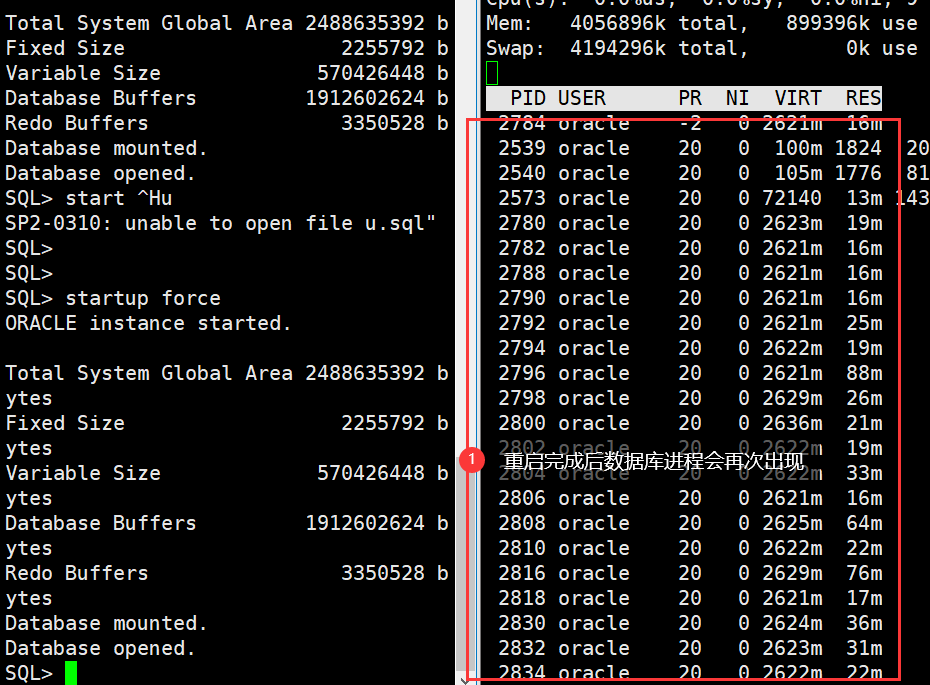 Total System Global Area 2488635392 b
Fixed Size 2255792 b
Variable Size 570426448 b
Database Buffers 1912602624 b
Redo Buffers 3350528 b
Database mounted.
Database opened.
SQL> start ^Hu
SP2-0310: unable to open file u.sql"
SQL>
SQL>
SQL> startup force
ORACLE instance started.
Total System Global Area 2488635392 b
ytes
Fixed Size 2255792 b
ytes
Variable Size 570426448 b
ytes
Database Buffers 1912602624 b
ytes
Redo Buffers 3350528 b
ytes
Database mounted.
Database opened.
SQL>
Cpu(s): 0.0%us, 0.0%sy, 0.0%ni, 9
Mem: 4056896k total, 899396k use
Swap: 4194296k total, 0k use
PID USER PR NI VIRT RES
2784 oracle -2 0 2621m 16m
2539 oracle 20 0 100m 1824 20
2540 oracle 20 0 105m 1776 81
2573 oracle 20 0 72140 13m 143
2780 oracle 20 0 2623m 19m
2782 oracle 20 0 2621m 16m
2788 oracle 20 0 2621m 16m
2790 oracle 20 0 2621m 16m
2792 oracle 20 0 2621m 25m
2794 oracle 20 0 2622m 19m
2796 oracle 20 0 2621m 88m
2798 oracle 20 0 2629m 26m
2800 oracle 20 0 2636m 21m
2802 oracle 20 0 2622m 19m
1 重启完成后数据库进程会再次出现
2804 oracle 20 0 2622m 33m
2806 oracle 20 0 2621m 16m
2808 oracle 20 0 2625m 64m
2810 oracle 20 0 2622m 22m
2816 oracle 20 0 2629m 76m
2818 oracle 20 0 2621m 17m
2830 oracle 20 0 2624m 36m
2832 oracle 20 0 2623m 31m
2834 oracle 20 0 2622m 22m